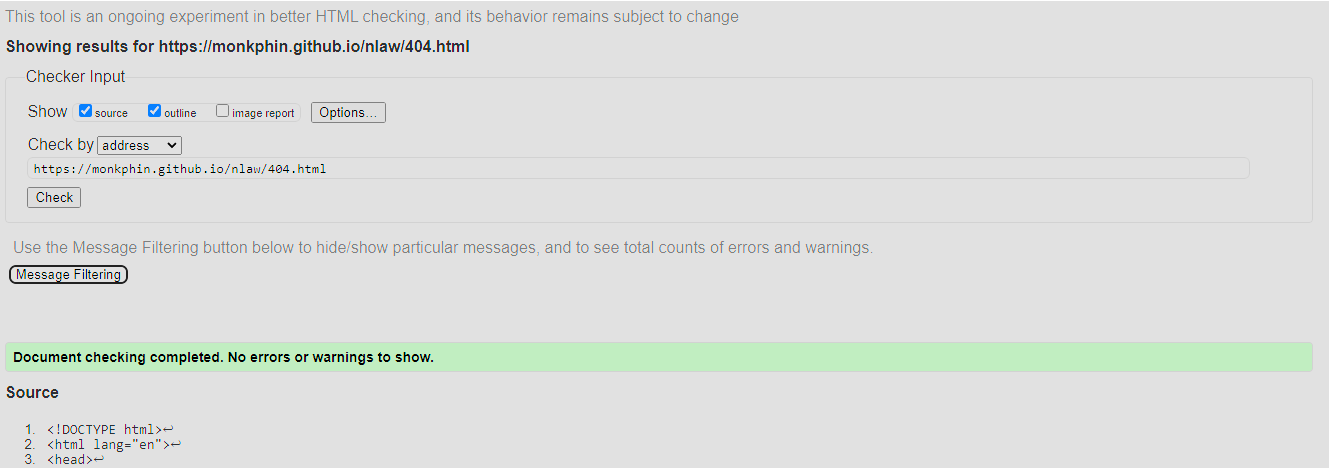 This tool is an ongoing experiment in better HTML checking, and its behavior remains subject to change
Showing results for https://monkphin.github.io/nlaw/404.html
Checker Input
Show source outline image report Options...
Check by address
https://monkphin.github.io/nlaw/404.html
Check
Use the Message Filtering button below to hide/show particular messages, and to see total counts of errors and warnings.
Message Filtering
Document checking completed. No errors or warnings to show.
Source
1. <!DOCTYPE html>↩
2. <html lang="en">↩
3. <head>↩